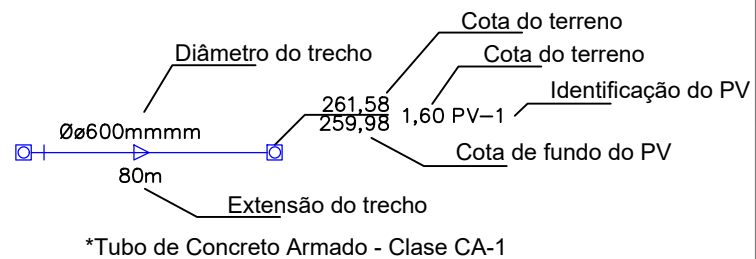 Cota do terreno
Diâmetro do trecho
Cota do terreno
Identificação do PV
261,58
1,60 PV-1
259,98
Øø600mmmm
Cota de fundo do PV
80m
Extensão do trecho
*Tubo de Concreto Armado - Clase CA-1